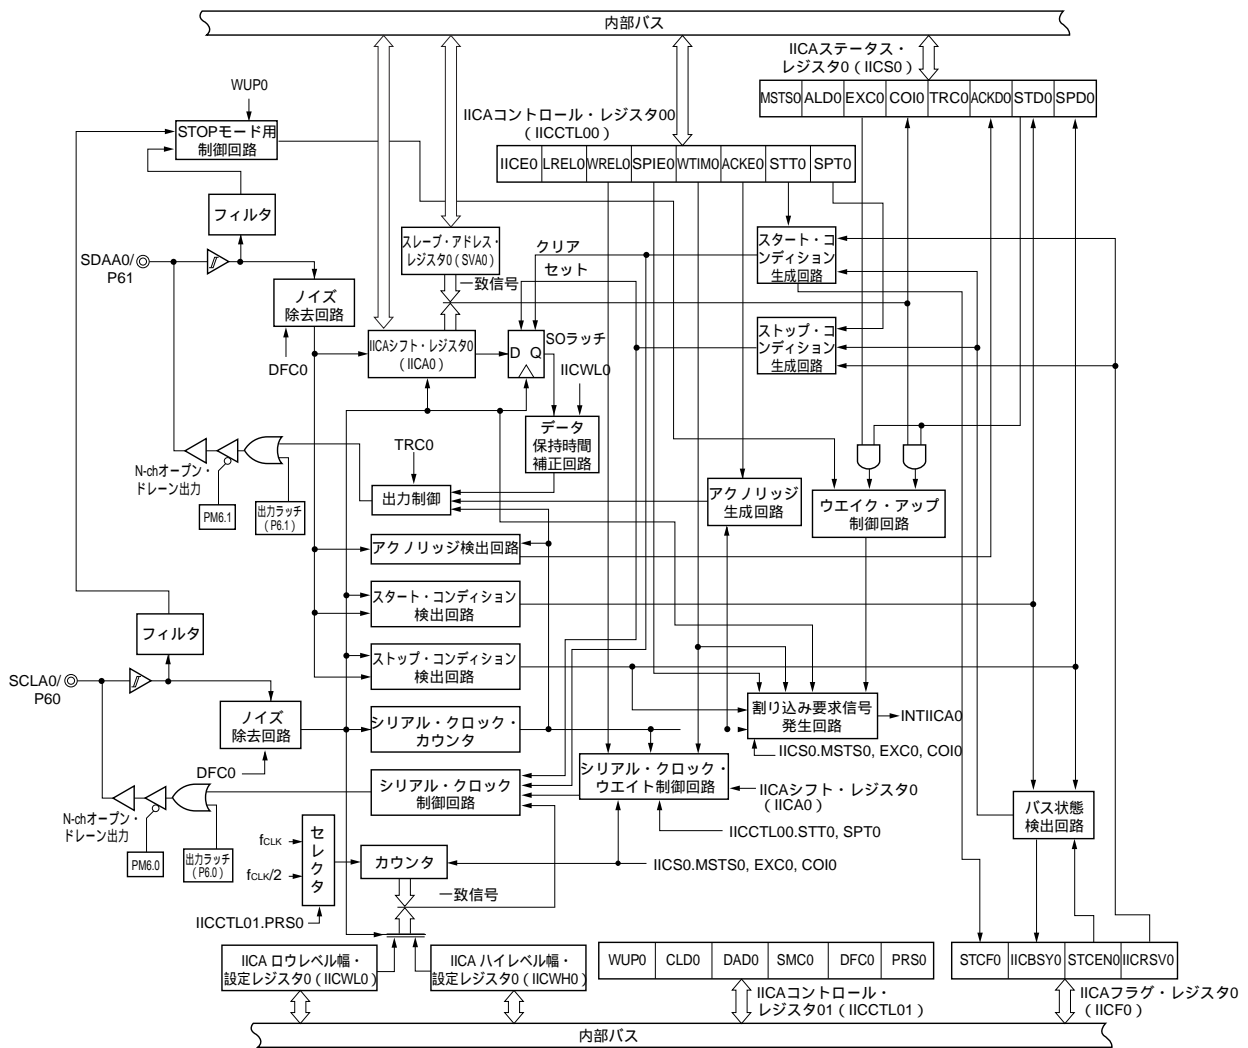 内部バス
IICAステータス・
レジスタ0（IICS0）
MSTS0 ALD0 EXC0 COI0 TRC0 ACKD0 STD0 SPD0
WUP0
IICAコントロール・レジスタ00
（IICCTL00）
STOPモード用
制御回路
IICE0 LREL0 WREL0 SPIE0 WTIM0 ACKE0 STT0 SPT0
フィルタ
スレーブ・アドレス・
レジスタ0（SVA0）
クリア
セット
スタート・コ
ンディション
生成回路
SDAA0/
P61
一致信号
ノイズ
除去回路
DFC0
IICAシフト・レジスタ0
（IICA0）
SOラッチ
D Q
IICWL0
ストップ・コ
ンディション
生成回路
データ
保持時間
補正回路
TRC0
N-chオープン・
ドレーン出力
PM6.1
出力ラッチ
（P6.1）
出力制御
アクノリッジ
生成回路
ウエイク・アップ
制御回路
アクノリッジ検出回路
スタート・コンディション
検出回路
フィルタ
ストップ・コンディション
検出回路
SCLA0/
P60
ノイズ
除去回路
DFC0
シリアル・クロック・
カウンタ
割り込み要求信号
発生回路
INTIICA0
IICS0.MSTS0, EXC0, COI0
シリアル・クロック
制御回路
シリアル・クロック・
ウエイト制御回路
IICAシフト・レジスタ0
（IICA0）
バス状態
検出回路
N-chオープン・
ドレーン出力
PM6.0
出力ラッチ
（P6.0）
fCLK
fCLK/2
セレクタ
IICCTL01.PRS0
カウンタ
IICCTL00.STT0, SPT0
IICS0.MSTS0, EXC0, COI0
一致信号
IICA ロウレベル幅・
設定レジスタ0（IICWL0）
IICA ハイレベル幅・
設定レジスタ0（IICWH0）
WUP0 CLD0 DAD0 SMC0 DFC0 PRS0
STCF0 IICBSY0 STCEN0 IICRSV0
IICAコントロール・
レジスタ01（IICCTL01）
IICAフラグ・レジスタ0
（IICF0）
内部バス